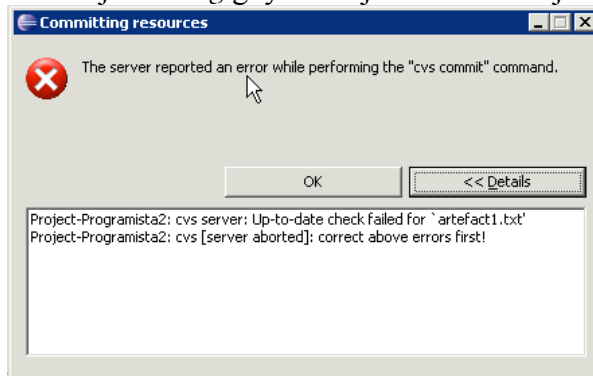 Committing resources
The server reported an error while performing the "cvs commit" command.
OK
<< Details
Project-Programista2: cvs server: Up-to-date check failed for `artefact1.txt'
Project-Programista2: cvs [server aborted]: correct above errors first!